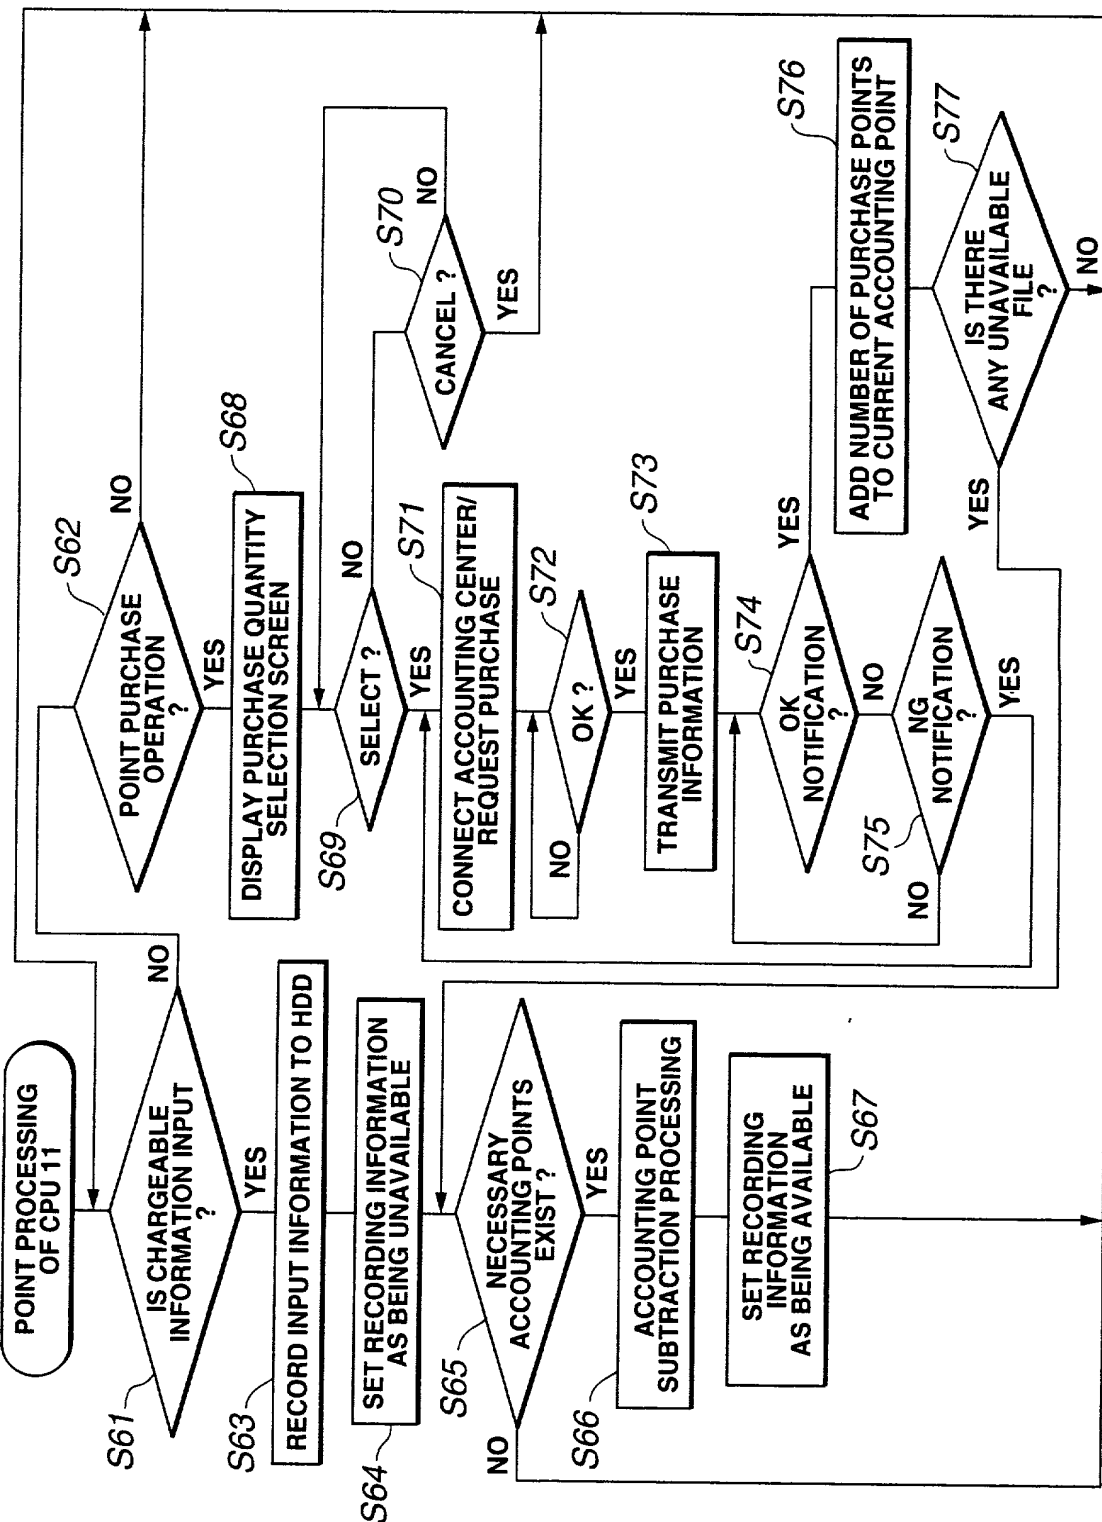 POINT PROCESSING
OF CPU 11
S61
IS CHARGEABLE
INFORMATION INPUT
?
NO
YES
S63
RECORD INPUT INFORMATION TO HDD
S64
SET RECORDING INFORMATION
AS BEING UNAVAILABLE
S65
NECESSARY
ACCOUNTING POINTS
EXIST ?
NO
YES
S66
ACCOUNTING POINT
SUBTRACTION PROCESSING
SET RECORDING
INFORMATION
AS BEING AVAILABLE
S67
S62
POINT PURCHASE
OPERATION
?
NO
YES
S68
DISPLAY PURCHASE QUANTITY
SELECTION SCREEN
S69
SELECT ?
NO
YES
S70
CANCEL ?
NO
YES
S71
CONNECT ACCOUNTING CENTER/
REQUEST PURCHASE
S72
OK ?
NO
YES
S73
TRANSMIT PURCHASE
INFORMATION
S74
OK
NOTIFICATION
?
YES
NO
S75
NG
NOTIFICATION
?
NO
YES
S76
ADD NUMBER OF PURCHASE POINTS
TO CURRENT ACCOUNTING POINT
S77
IS THERE
ANY UNAVAILABLE
FILE
?
YES
NO